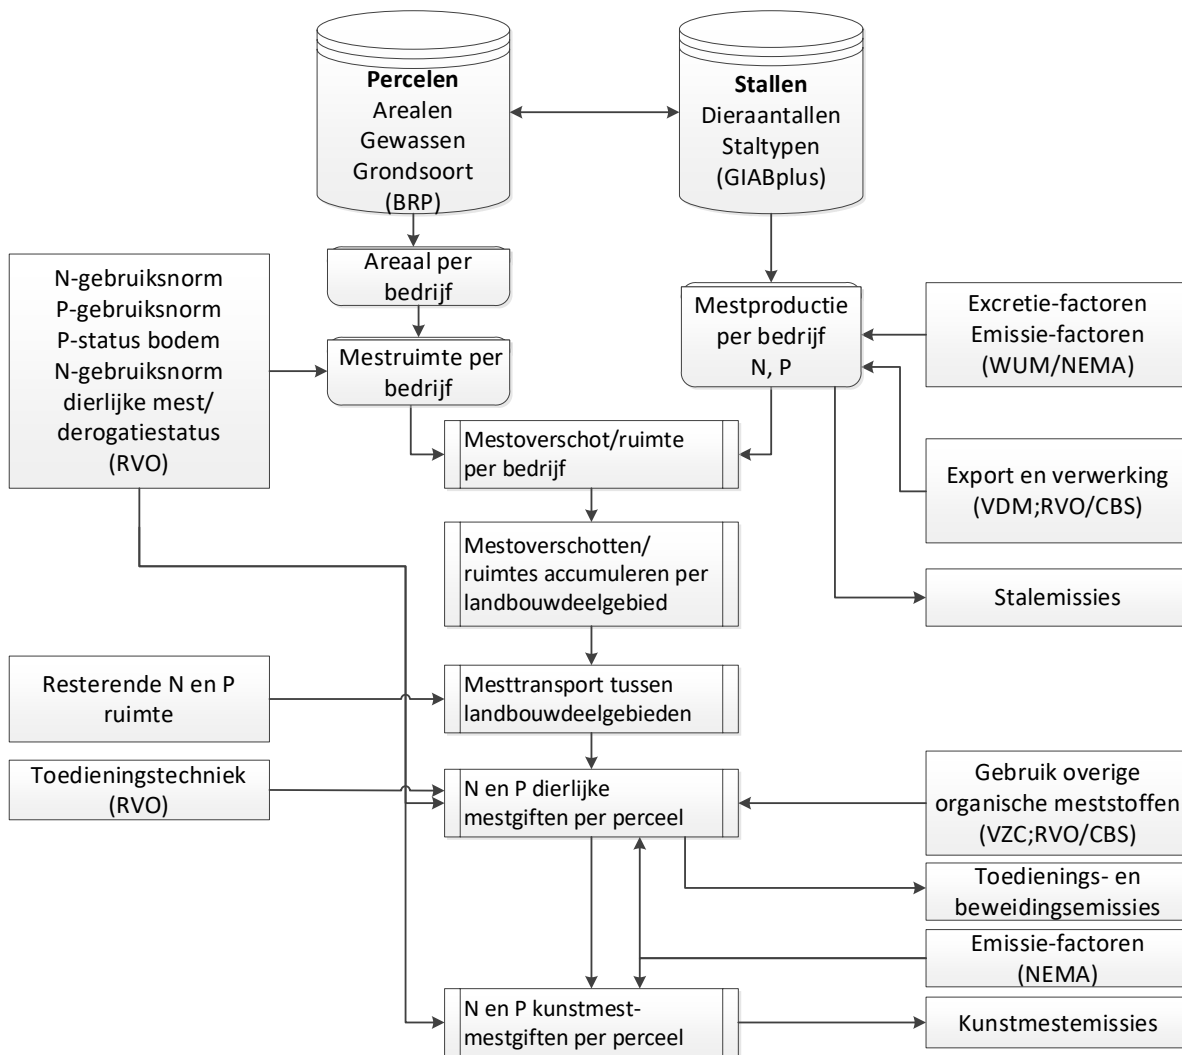 Percelen
Arealen
Gewassen
Grondsoort
(BRP)
Stallen
Dieraantallen
Staltypen
(GIABplus)
N-gebruiksnorm
P-gebruiksnorm
P-status bodem
N-gebruiksnorm
dierlijke mest/
derogatiestatus
(RVO)
Areaal per
bedrijf
Mestruimte per
bedrijf
Mestproductie
per bedrijf
N, P
Excretie-factoren
Emissie-factoren
(WUM/NEMA)
Mestoverschot/ruimte
per bedrijf
Export en verwerking
(VDM;RVO/CBS)
Mestoverschotten/
ruimtes accumuleren per
landbouwdeelgebied
Stalemissies
Resterende N en P
ruimte
Mesttransport tussen
landbouwdeelgebieden
Toedieningstechniek
(RVO)
N en P dierlijke
mestgiften per perceel
Gebruik overige
organische meststoffen
(VZC;RVO/CBS)
Toedienings- en
beweidingsemissies
Emissie-factoren
(NEMA)
N en P kunstmest-
mestgiften per perceel
Kunstmestemissies